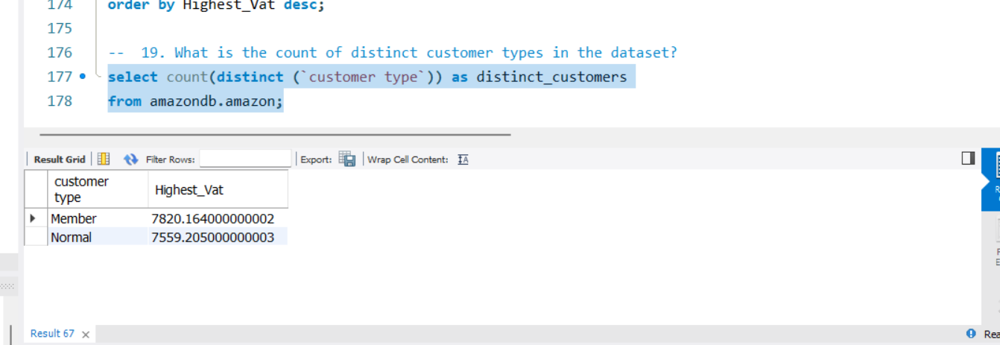 174 order by Highest_Vat desc;
175
176 -- 19. What is the count of distinct customer types in the dataset?
177 select count(distinct (`customer type`)) as distinct_customers
178 from amazondb.amazon;
Result Grid Filter Rows: Export: Wrap Cell Content:
customer type Highest_Vat
Member 7820.164000000002
Normal 7559.205000000003
Result 67